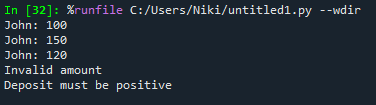 In [32]: %runfile C:/Users/Niki/untitled1.py --wdir
John: 100
John: 150
John: 120
Invalid amount
Deposit must be positive